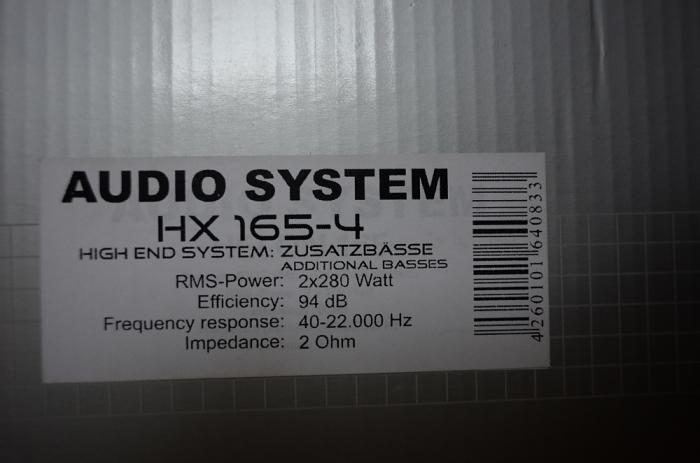 AUDIO SYSTEM
HX 165-4
HIGH END SYSTEM: ZUSATZBÄSSE
ADDITIONAL BASSES
RMS-Power: 2x280 Watt
Efficiency: 94 dB
Frequency response: 40-22.000 Hz
Impedance: 2 Ohm
4260101640833